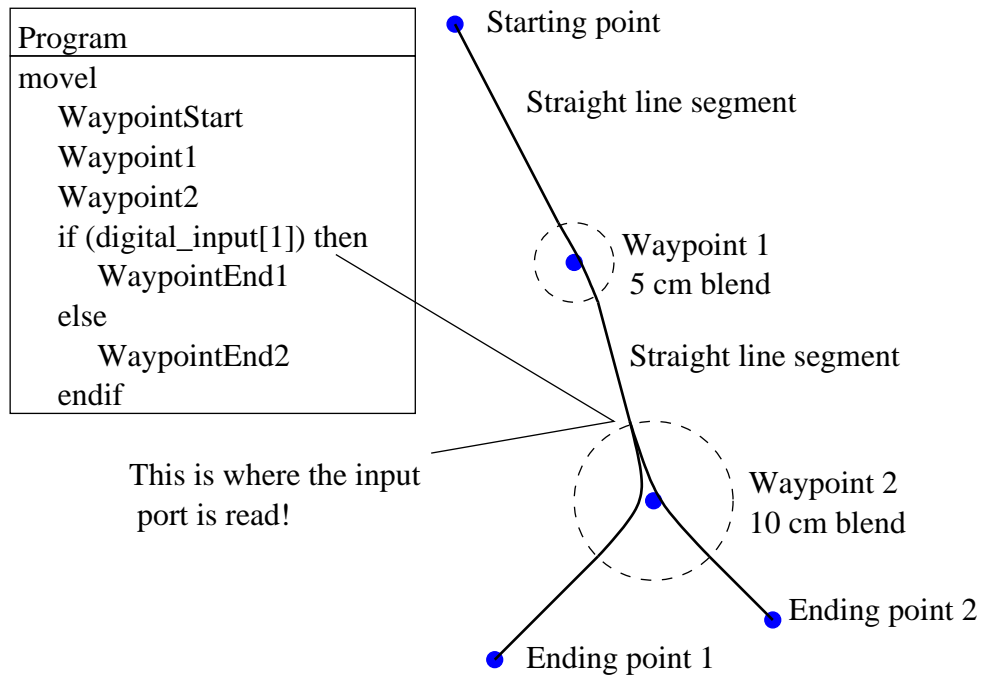 Program
movel
WaypointStart
Waypoint1
Waypoint2
if (digital_input[1]) then
WaypointEnd1
else
WaypointEnd2
endif
Starting point
Straight line segment
Waypoint 1
5 cm blend
Straight line segment
This is where the input
port is read!
Waypoint 2
10 cm blend
Ending point 2
Ending point 1